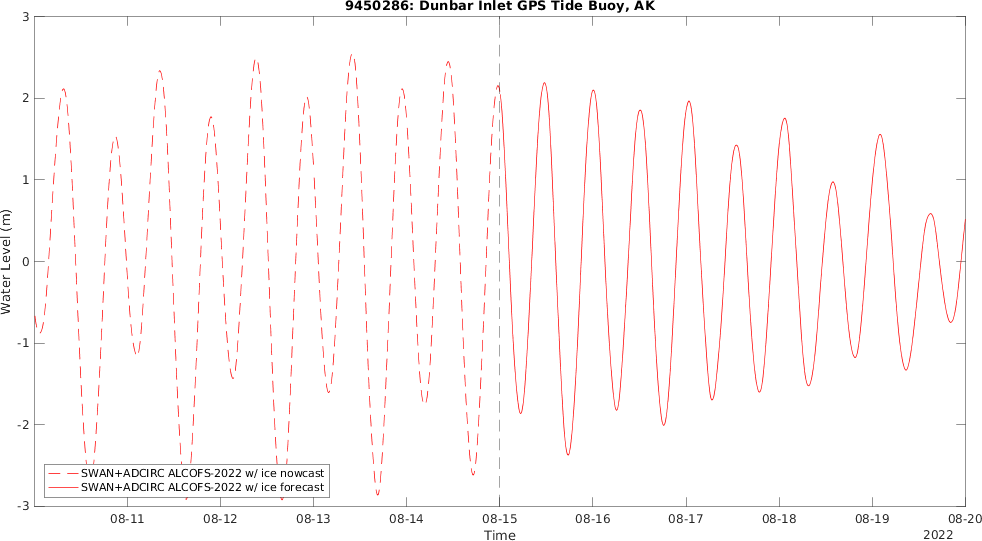 9450286: Dunbar Inlet GPS Tide Buoy, AK
3
2
1
0
-1
-2
-3
Water Level (m)
SWAN+ADCIRC ALCOFS-2022 w/ ice nowcast
SWAN+ADCIRC ALCOFS-2022 w/ ice forecast
08-11 08-12 08-13 08-14 08-15 08-16 08-17 08-18 08-19 08-20
Time
2022